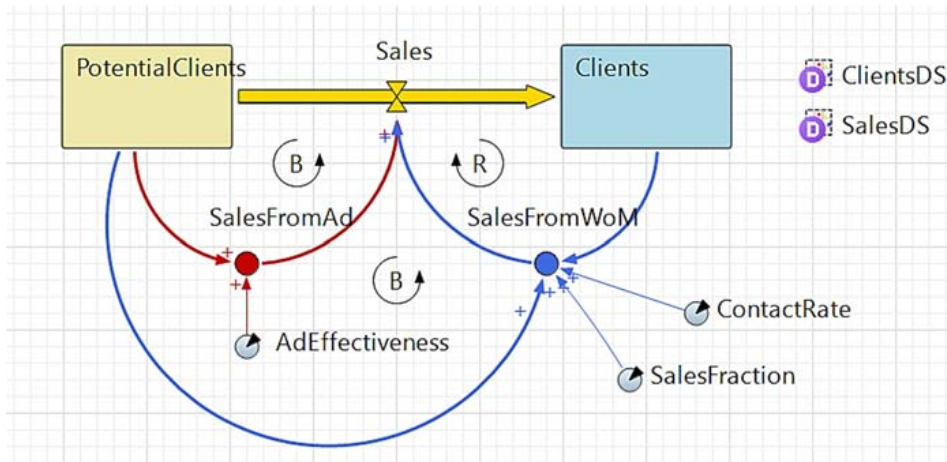 Sales
PotentialClients
Clients
D ClientsDS
D SalesDS
+
B
R
SalesFromAd
SalesFromWoM
+
+
B
+
+
+
+
ContactRate
AdEffectiveness
SalesFraction